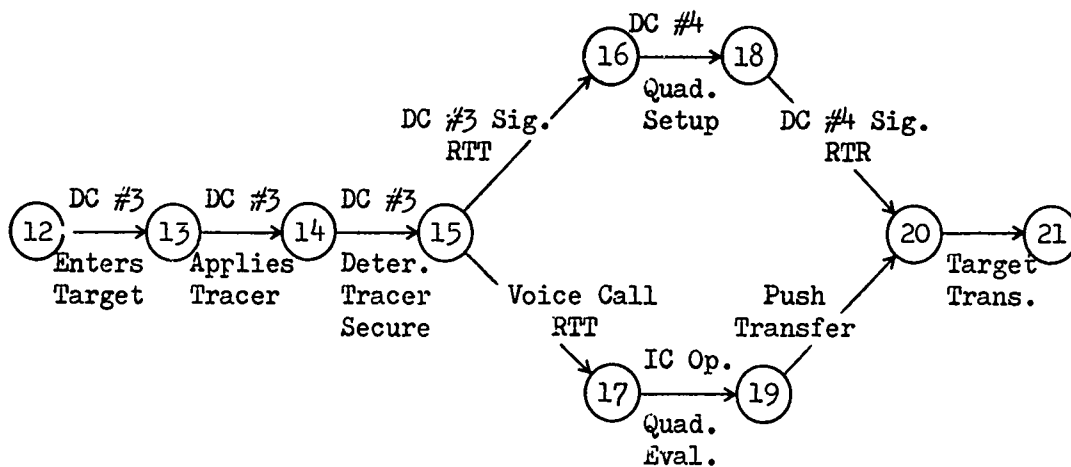 DC #4
16
18
Quad.
Setup
DC #3 Sig.
RTT
DC #4 Sig.
RTR
DC #3
DC #3
DC #3
12
13
14
15
20
21
Enters
Target
Applies
Tracer
Deter.
Tracer
Secure
Target
Trans.
Voice Call
RTT
Push
Transfer
IC Op.
17
19
Quad.
Eval.